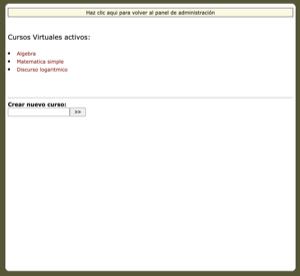 Haz clic aqui para volver al panel de administración
Cursos Virtuales activos:
Algebra
Matematica simple
Discurso logaritmico
Crear nuevo curso:
>>